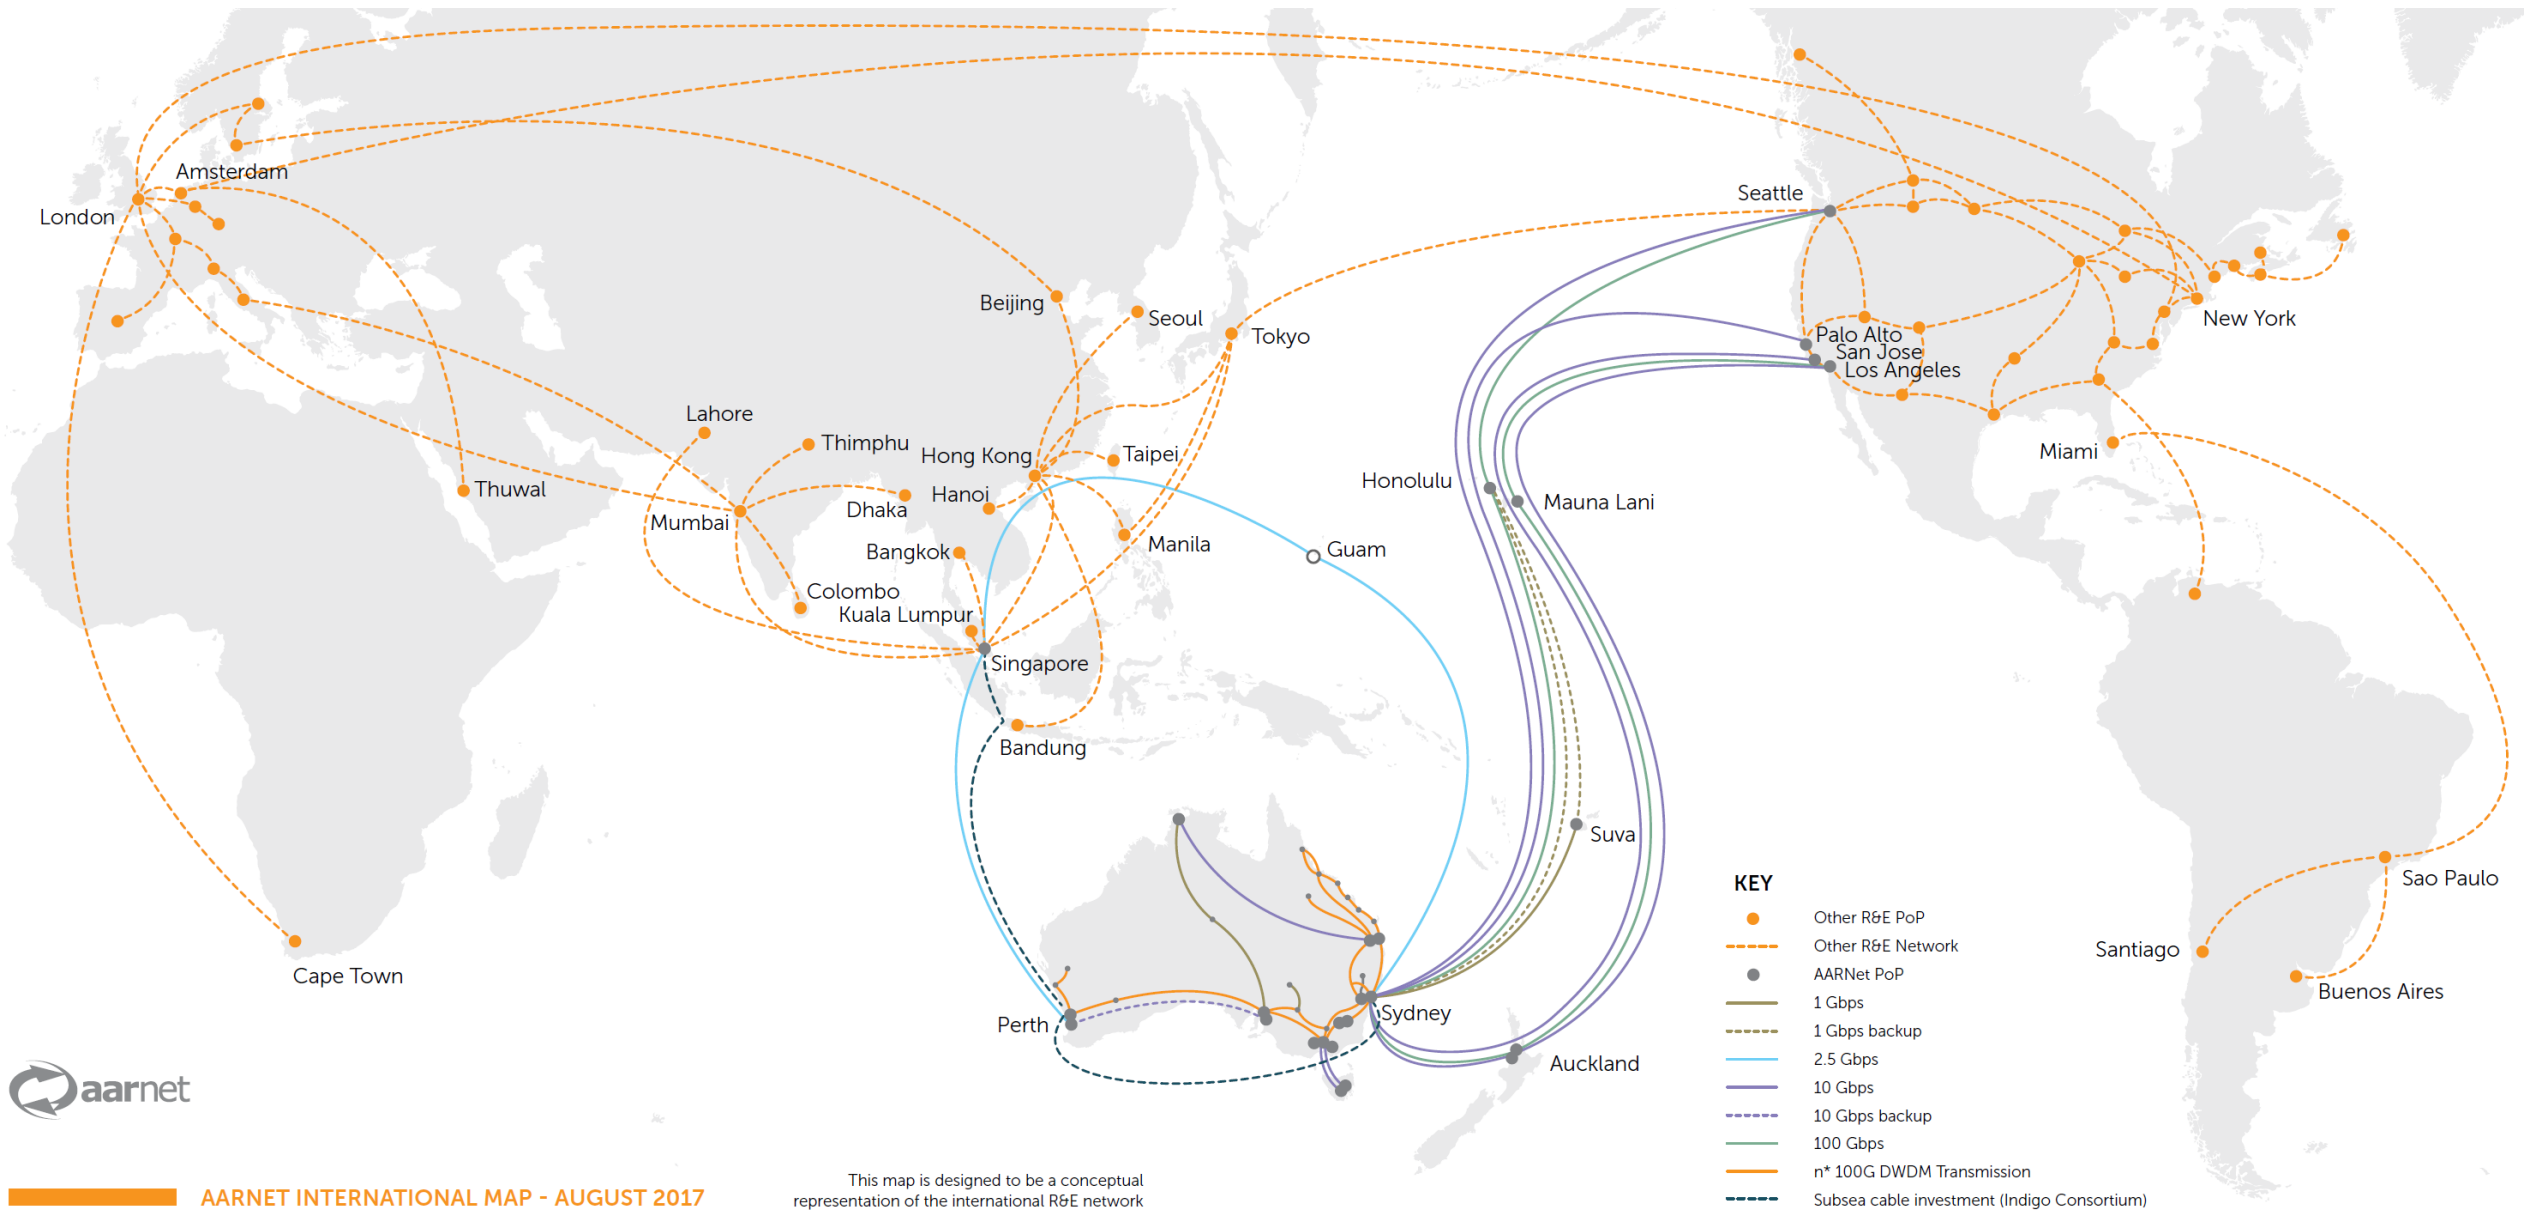 Amsterdam
London
Seattle
Beijing
Seoul
Tokyo
New York
Palo Alto
San Jose
Los Angeles
Lahore
Thimphu
Hong Kong
Taipei
Miami
Thuwal
Hanoi
Honolulu
Mauna Lani
Dhaka
Mumbai
Bangkok
Manila
Guam
Colombo
Kuala Lumpur
Singapore
Bandung
Suva
Sao Paulo
Santiago
Buenos Aires
Cape Town
Perth
Sydney
Auckland
KEY
Other R&E PoP
Other R&E Network
AARNet PoP
1 Gbps
1 Gbps backup
2.5 Gbps
10 Gbps
10 Gbps backup
100 Gbps
n* 100G DWDM Transmission
Subsea cable investment (Indigo Consortium)
aarnet
AARNET INTERNATIONAL MAP - AUGUST 2017
This map is designed to be a conceptual
representation of the international R&E network